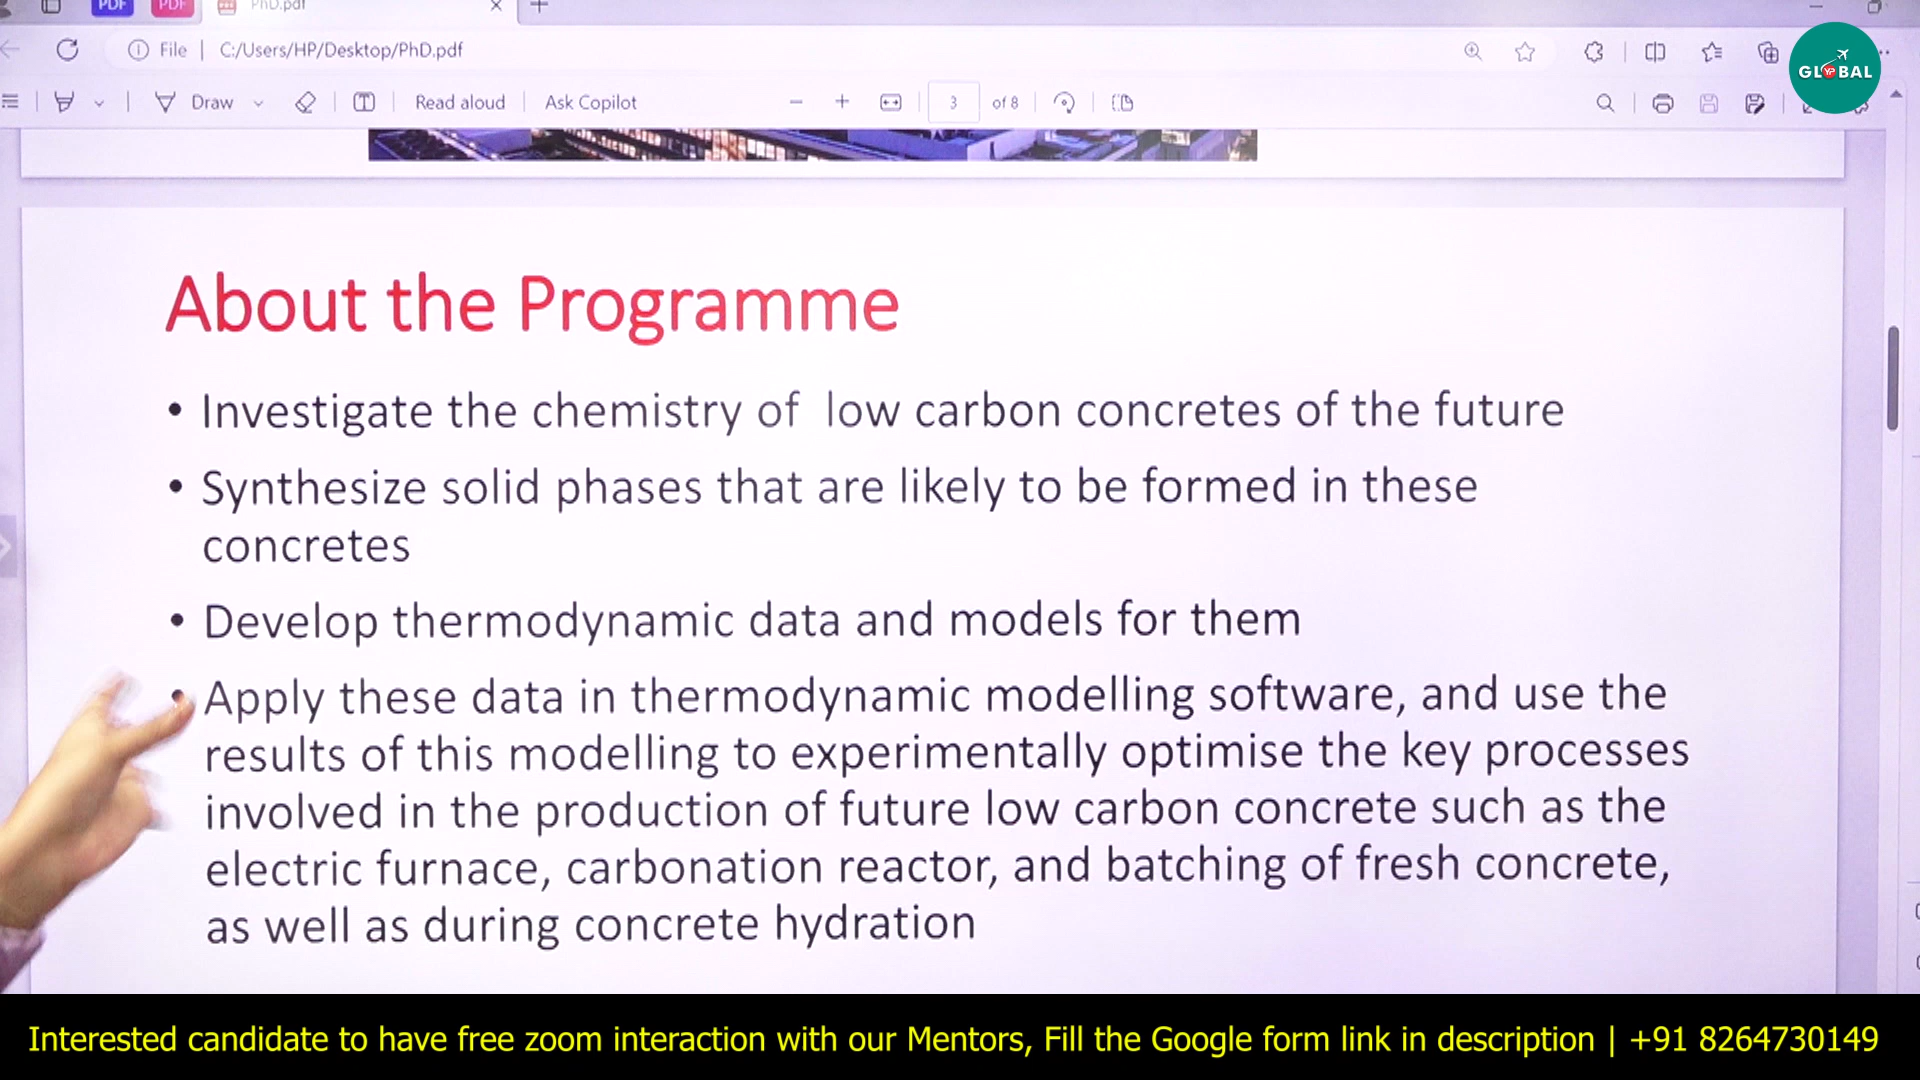 PDF PDF PhD.pdf
File | C:/Users/HP/Desktop/PhD.pdf
GLOBAL
YP
Draw Read aloud Ask Copilot 3 of 8
About the Programme
• Investigate the chemistry of low carbon concretes of the future
• Synthesize solid phases that are likely to be formed in these
concretes
• Develop thermodynamic data and models for them
• Apply these data in thermodynamic modelling software, and use the
results of this modelling to experimentally optimise the key processes
involved in the production of future low carbon concrete such as the
electric furnace, carbonation reactor, and batching of fresh concrete,
as well as during concrete hydration
Interested candidate to have free zoom interaction with our Mentors, Fill the Google form link in description | +91 8264730149